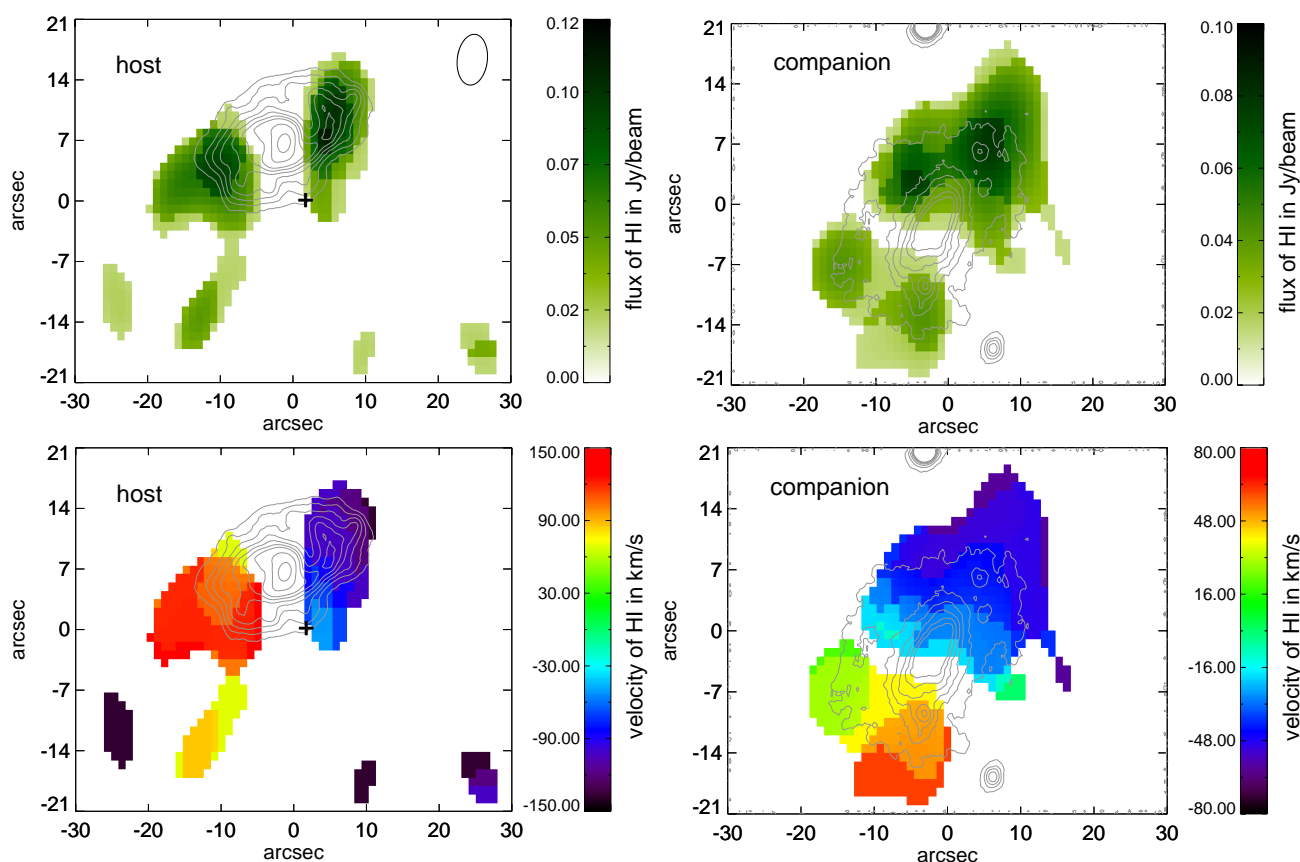 21
14
7
0
-7
-14
-21
arcsec
host
-30 -20 -10 0 10 20 30
arcsec
0.12
0.10
0.07
0.05
0.02
0.00
flux of HI in Jy/beam
21
14
7
0
-7
-14
-21
arcsec
companion
-30 -20 -10 0 10 20 30
arcsec
0.10
0.08
0.06
0.04
0.02
0.00
flux of HI in Jy/beam
21
14
7
0
-7
-14
-21
arcsec
host
-30 -20 -10 0 10 20 30
arcsec
150.00
90.00
30.00
-30.00
-90.00
-150.00
velocity of HI in km/s
21
14
7
0
-7
-14
-21
arcsec
companion
-30 -20 -10 0 10 20 30
arcsec
80.00
48.00
16.00
-16.00
-48.00
-80.00
velocity of HI in km/s